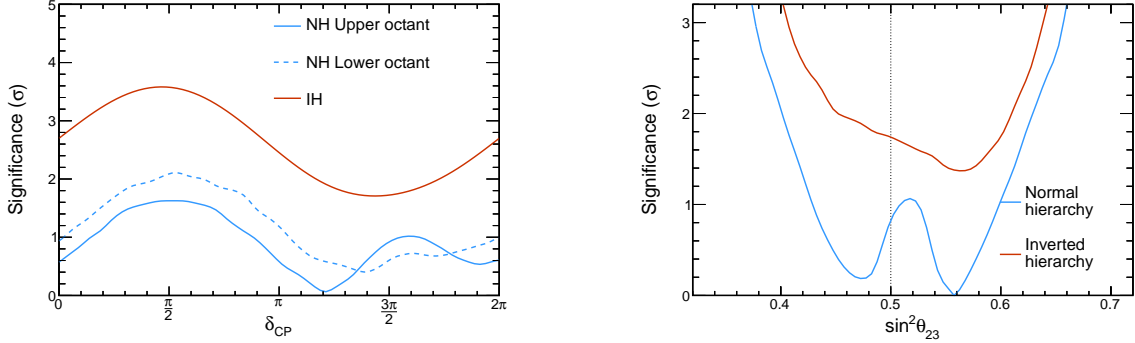 5
4
3
2
1
0
Significance (σ)
NH Upper octant
NH Lower octant
IH
0
π/2
π
3π/2
2π
δCP
3
2
1
0
Significance (σ)
Normal
hierarchy
Inverted
hierarchy
0.4
0.5
0.6
0.7
sin²θ₂₃